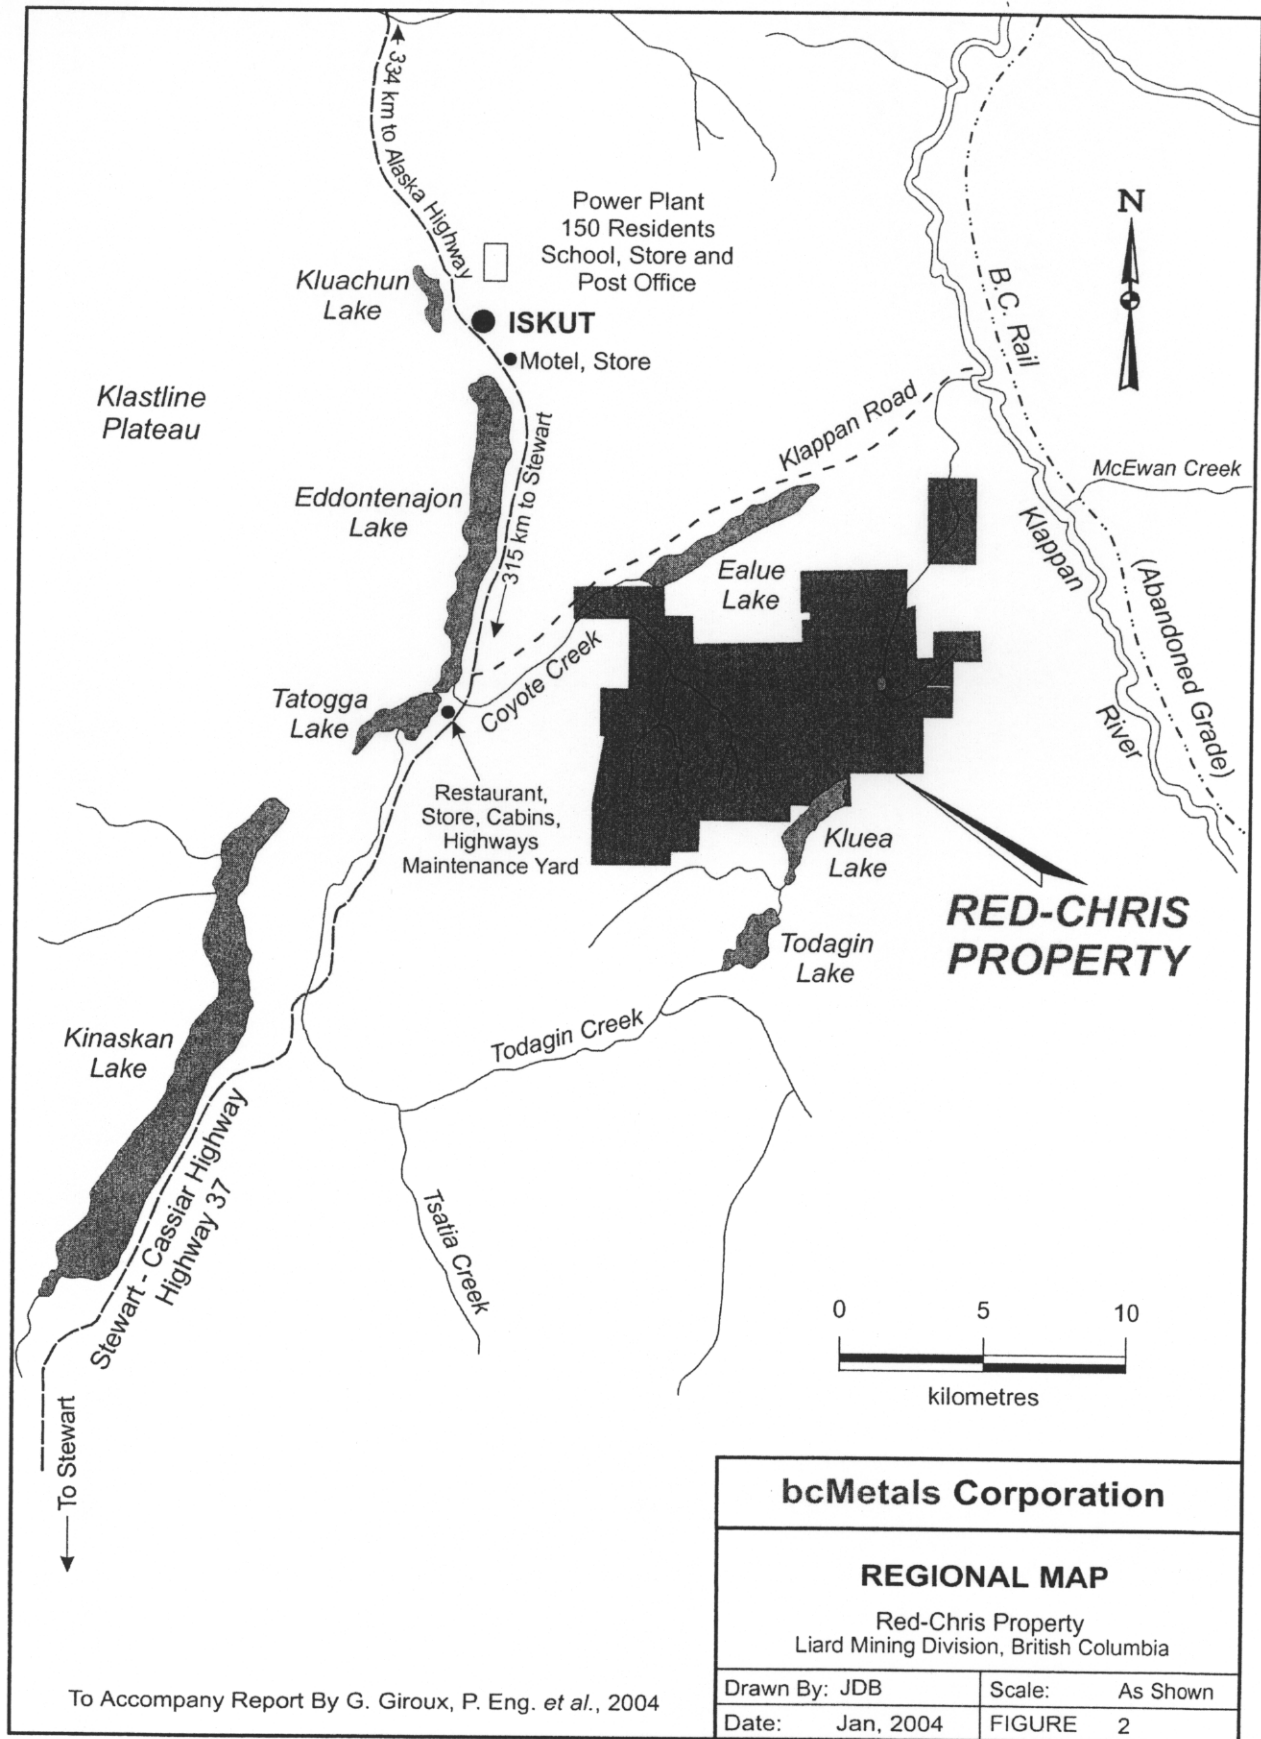 334 km to Alaska Highway
Power Plant
150 Residents
School, Store and
Post Office
N
Kluachun
Lake
ISKUT
Motel, Store
B.C. Rail
Klastline
Plateau
Klappan Road
McEwan Creek
315 km to Stewart
Eddontenajon
Lake
Klappan
River
Ealue
Lake
(Abandoned Grade)
Coyote Creek
Tatogga
Lake
Restaurant,
Store, Cabins,
Highways
Maintenance Yard
Kluea
Lake
RED-CHRIS
PROPERTY
Todagin
Lake
Kinaskan
Lake
Todagin Creek
Stewart - Cassiar Highway
Highway 37
Tsatia Creek
0 5 10
kilometres
To Stewart
bcMetals Corporation
REGIONAL MAP
Red-Chris Property
Liard Mining Division, British Columbia
Drawn By: JDB Scale: As Shown
Date: Jan, 2004 FIGURE 2
To Accompany Report By G. Giroux, P. Eng. et al., 2004